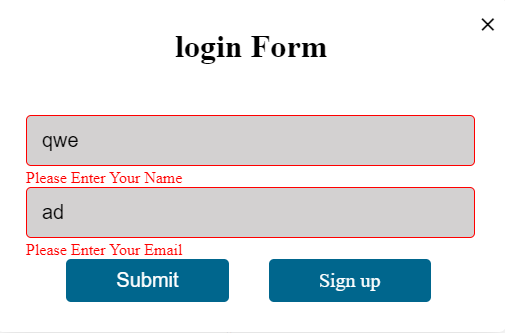 login Form
qwe
Please Enter Your Name
ad
Please Enter Your Email
Submit Sign up